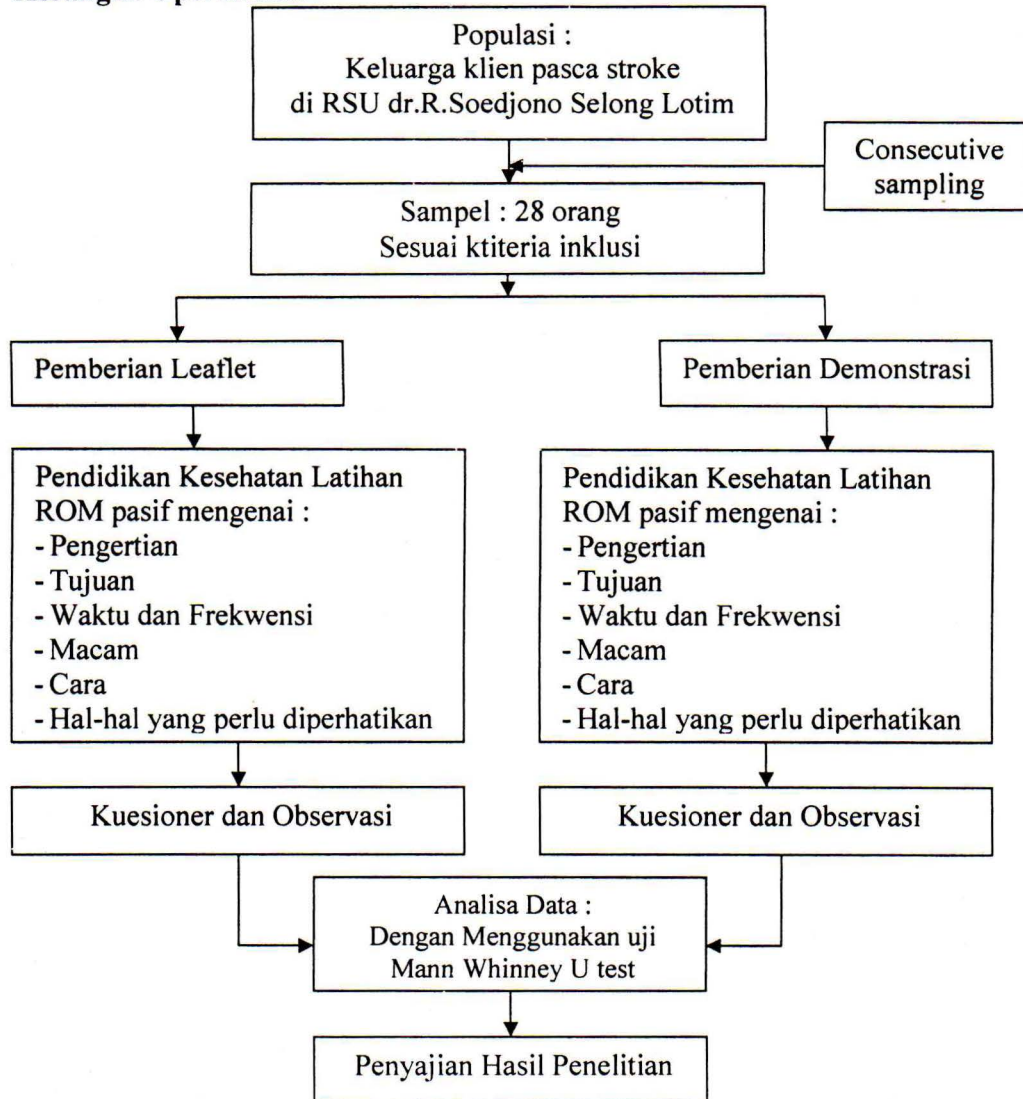 Populasi :
Keluarga klien pasca stroke
di RSU dr.R.Soedjono Selong Lotim
Consecutive
sampling
Sampel : 28 orang
Sesuai ktiteria inklusi
Pemberian Leaflet
Pemberian Demonstrasi
Pendidikan Kesehatan Latihan
ROM pasif mengenai :
- Pengertian
- Tujuan
- Waktu dan Frekwensi
- Macam
- Cara
- Hal-hal yang perlu diperhatikan
Pendidikan Kesehatan Latihan
ROM pasif mengenai :
- Pengertian
- Tujuan
- Waktu dan Frekwensi
- Macam
- Cara
- Hal-hal yang perlu diperhatikan
Kuesioner dan Observasi
Kuesioner dan Observasi
Analisa Data :
Dengan Menggunakan uji
Mann Whinney U test
Penyajian Hasil Penelitian